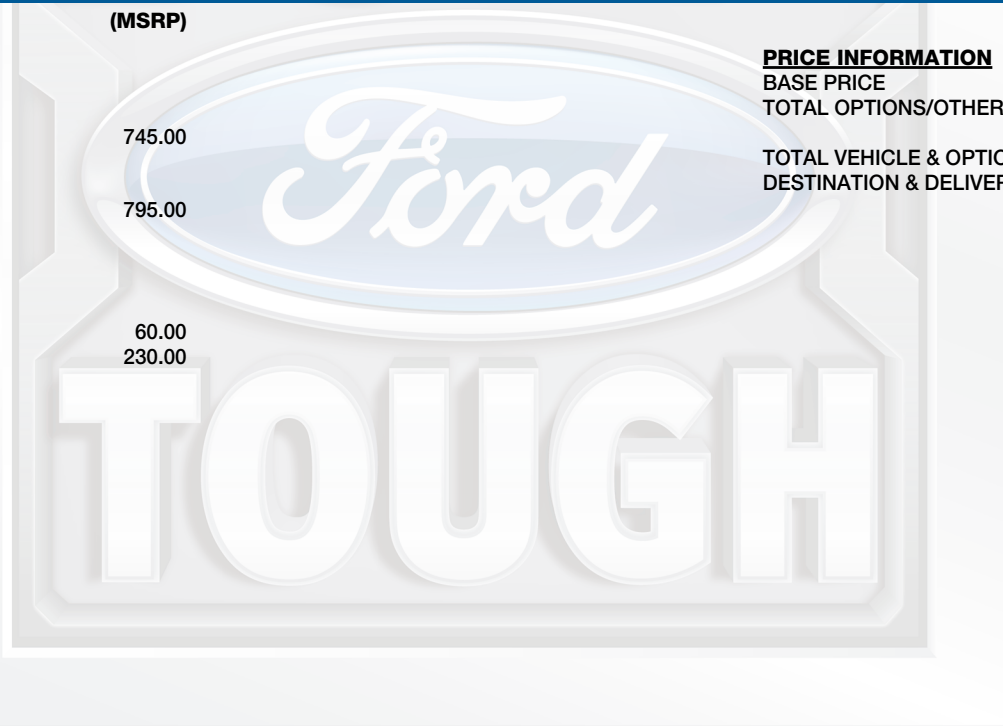 (MSRP)
745.00
795.00
60.00
230.00
PRICE INFORMATION
BASE PRICE
TOTAL OPTIONS/OTHER
TOTAL VEHICLE & OPTIO
DESTINATION & DELIVER
Ford
TOUGH